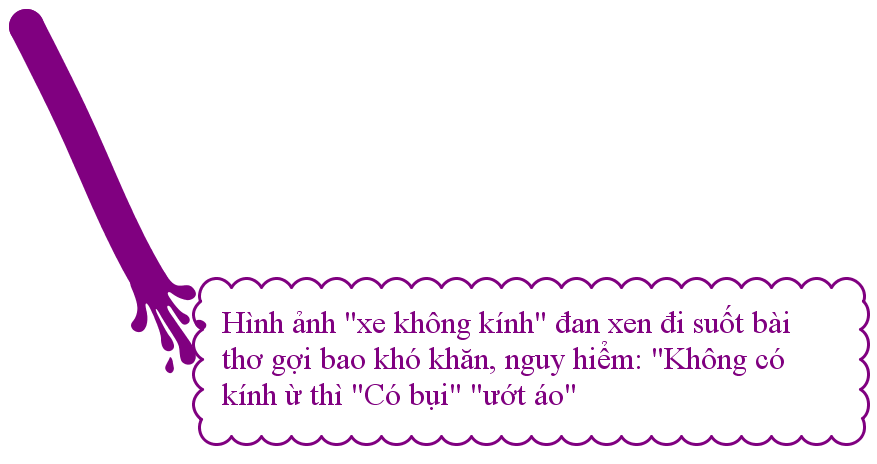 Hình ảnh "xe không kính" đan xen đi suốt bài
thơ gợi bao khó khăn, nguy hiểm: "Không có
kính ừ thì "Có bụi" "ướt áo"